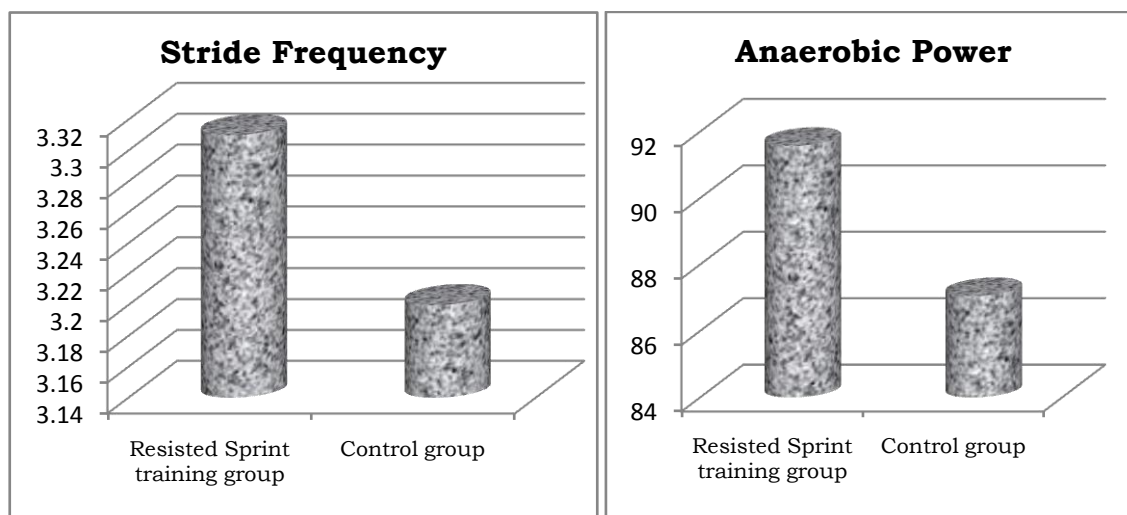 Stride Frequency
3.32
3.3
3.28
3.26
3.24
3.22
3.2
3.18
3.16
3.14
Resisted Sprint
training group
Control group
Anaerobic Power
92
90
88
86
84
Resisted Sprint
training group
Control group